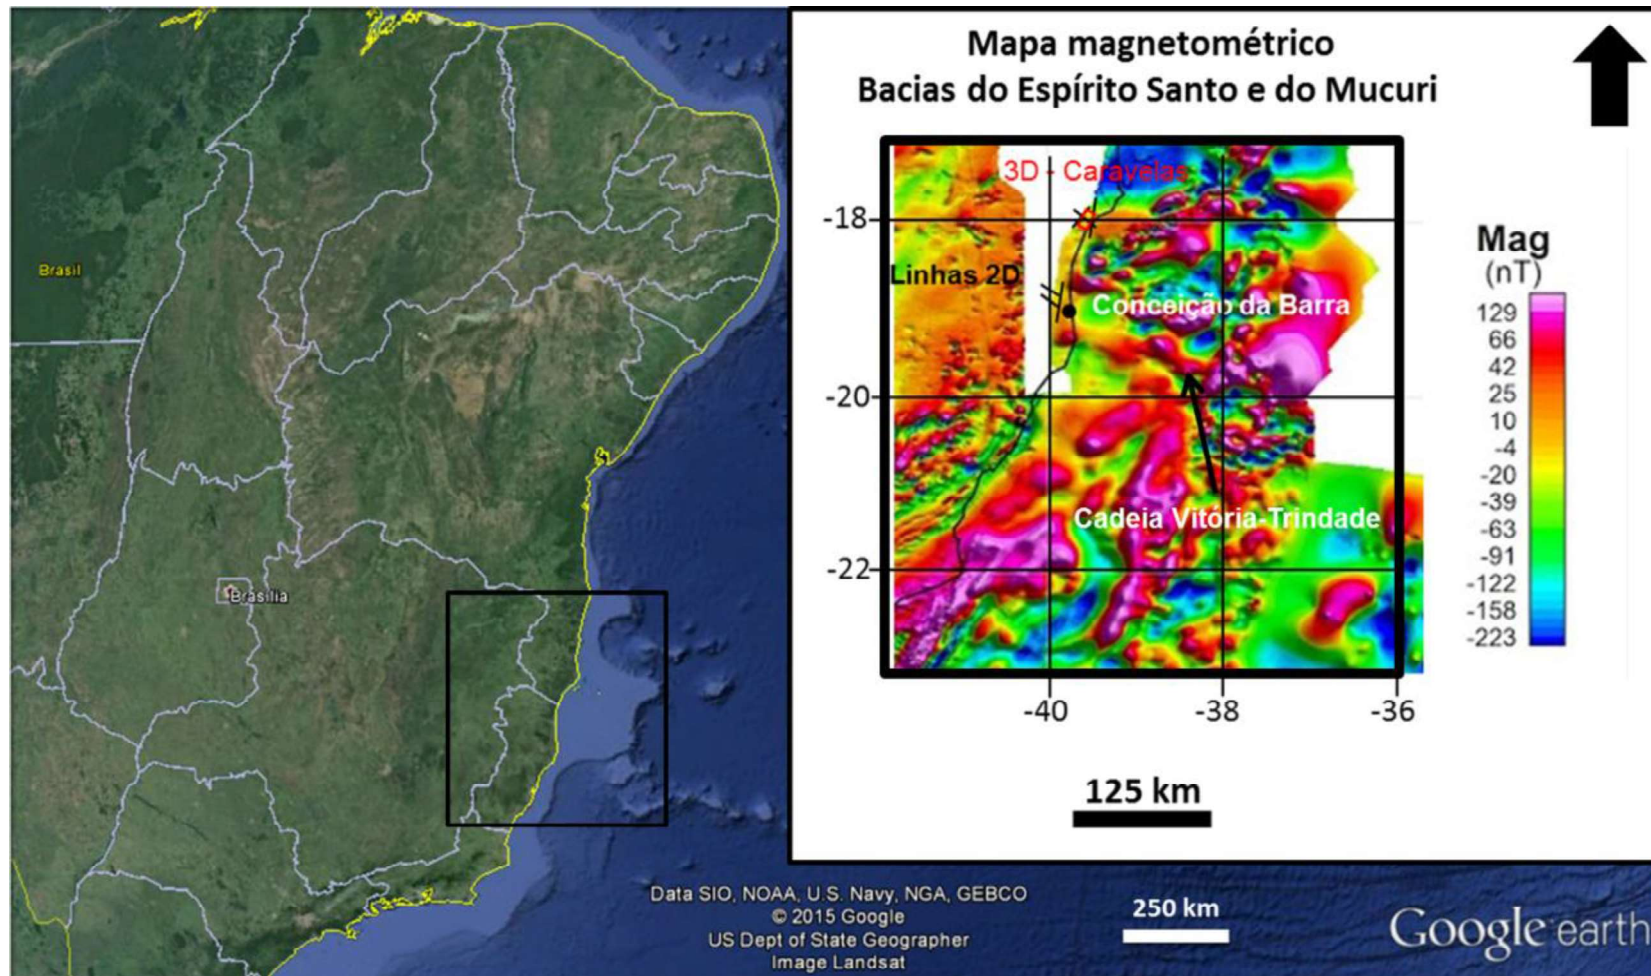 Brasil
Brasília
Mapa magnetométrico
Bacias do Espírito Santo e do Mucuri
3D - Caravelas
-18
Linhas 2D
Conceição da Barra
-20
Cadeia Vitória-Trindade
-22
-40
-38
-36
Mag
(nT)
129
66
42
25
10
-4
-20
-39
-63
-91
-122
-158
-223
125 km
Data SIO, NOAA, U.S. Navy, NGA, GEBCO
© 2015 Google
US Dept of State Geographer
Image Landsat
250 km
Google earth